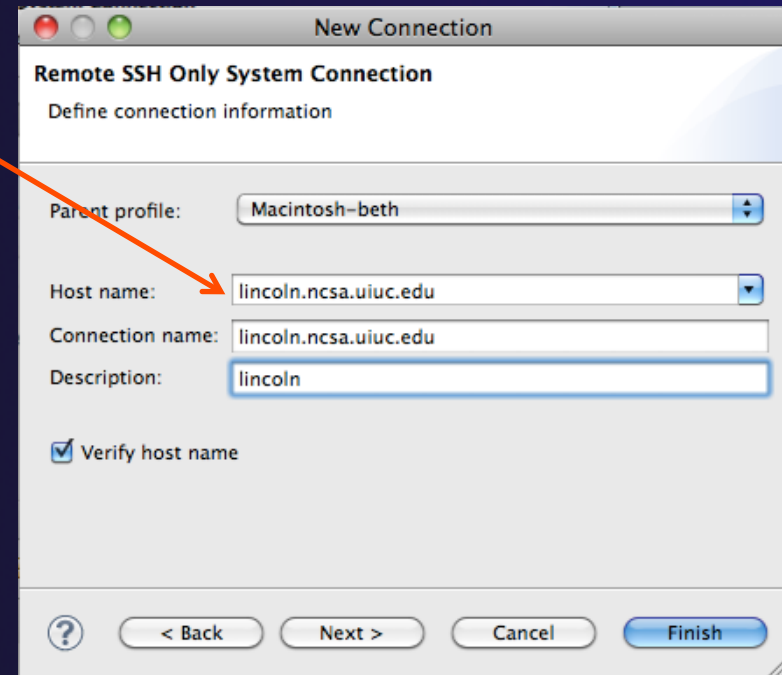 New Connection
Remote SSH Only System Connection
Define connection information
Parent profile: Macintosh-beth
Host name: lincoln.ncsa.uiuc.edu
Connection name: lincoln.ncsa.uiuc.edu
Description: lincoln
Verify host name
? < Back Next > Cancel Finish